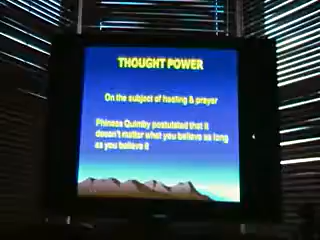 THOUGHT POWER
On the subject of healing & prayer
Phineas Quimby postulated that it
doesn't matter what you believe as long
as you believe it